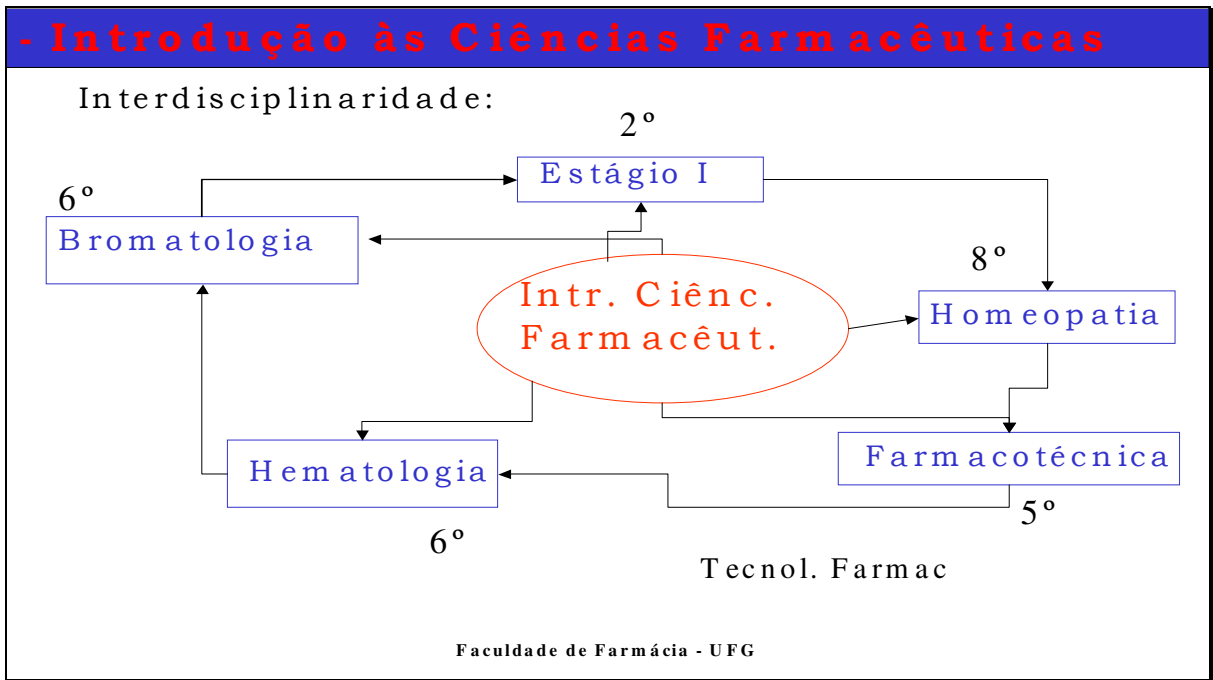 - Introdução às Ciências Farmacêuticas
Interdisciplinaridade:
2º
Estágio I
6º
Bromatologia
8º
Intr. Ciênc.
Farmacêut.
Homeopatia
Farmacotécnica
Hematologia
5º
6º
Tecnol. Farmac
Faculdade de Farmácia - UFG